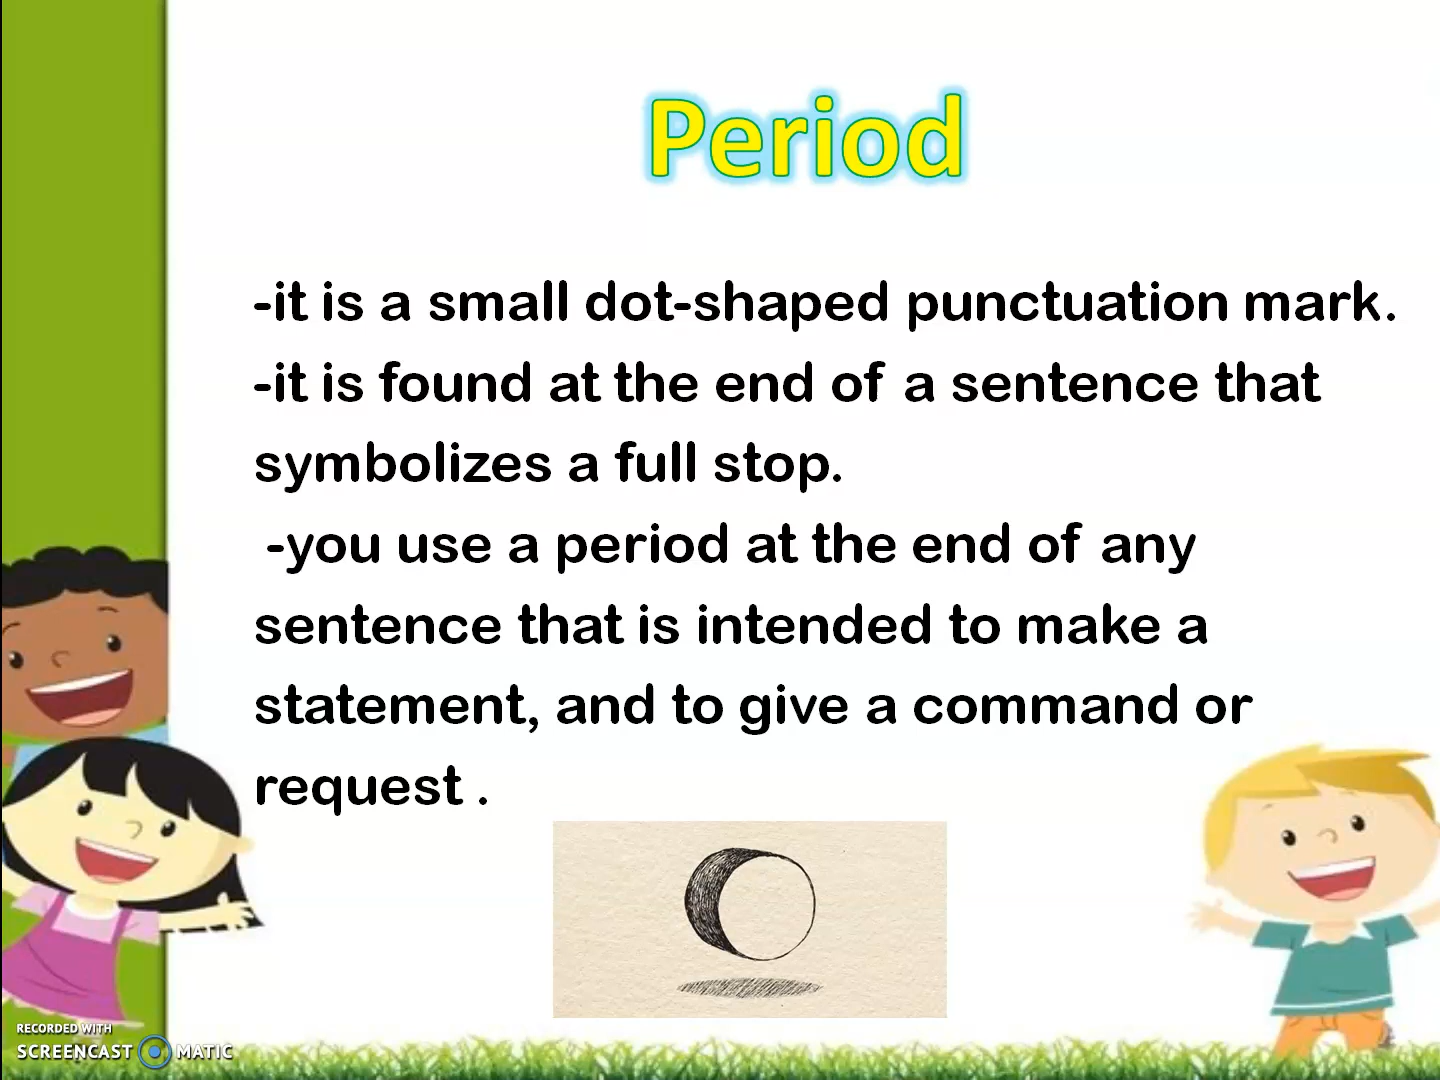 Period
-it is a small dot-shaped punctuation mark.
-it is found at the end of a sentence that
symbolizes a full stop.
-you use a period at the end of any
sentence that is intended to make a
statement, and to give a command or
request .
RECORDED WITH
SCREENCAST MATIC